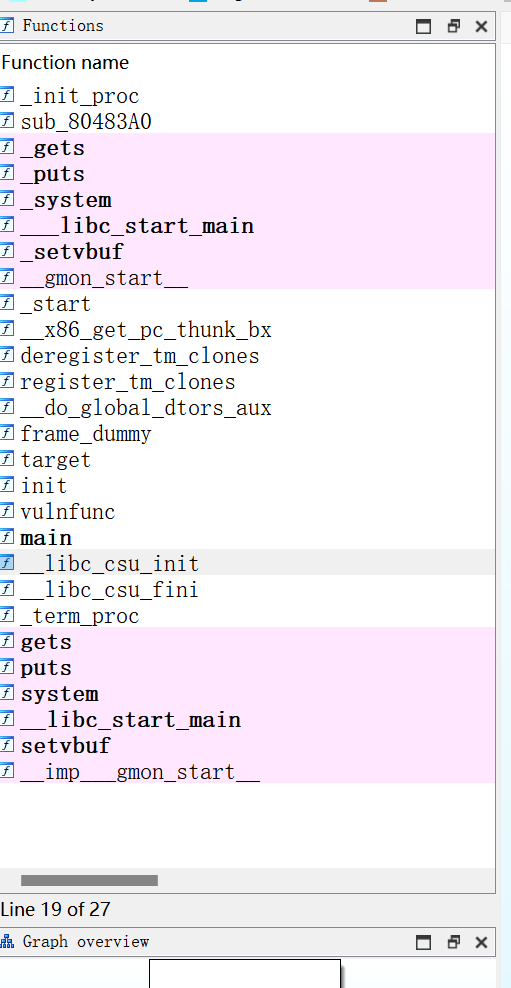 Functions
Function name
_init_proc
sub_80483A0
_gets
_puts
_system
___libc_start_main
_setvbuf
__gmon_start__
_start
__x86_get_pc_thunk_bx
deregister_tm_clones
register_tm_clones
__do_global_dtors_aux
frame_dummy
target
init
vulnfunc
main
__libc_csu_init
__libc_csu_fini
_term_proc
gets
puts
system
__libc_start_main
setvbuf
__imp___gmon_start__
Line 19 of 27
Graph overview